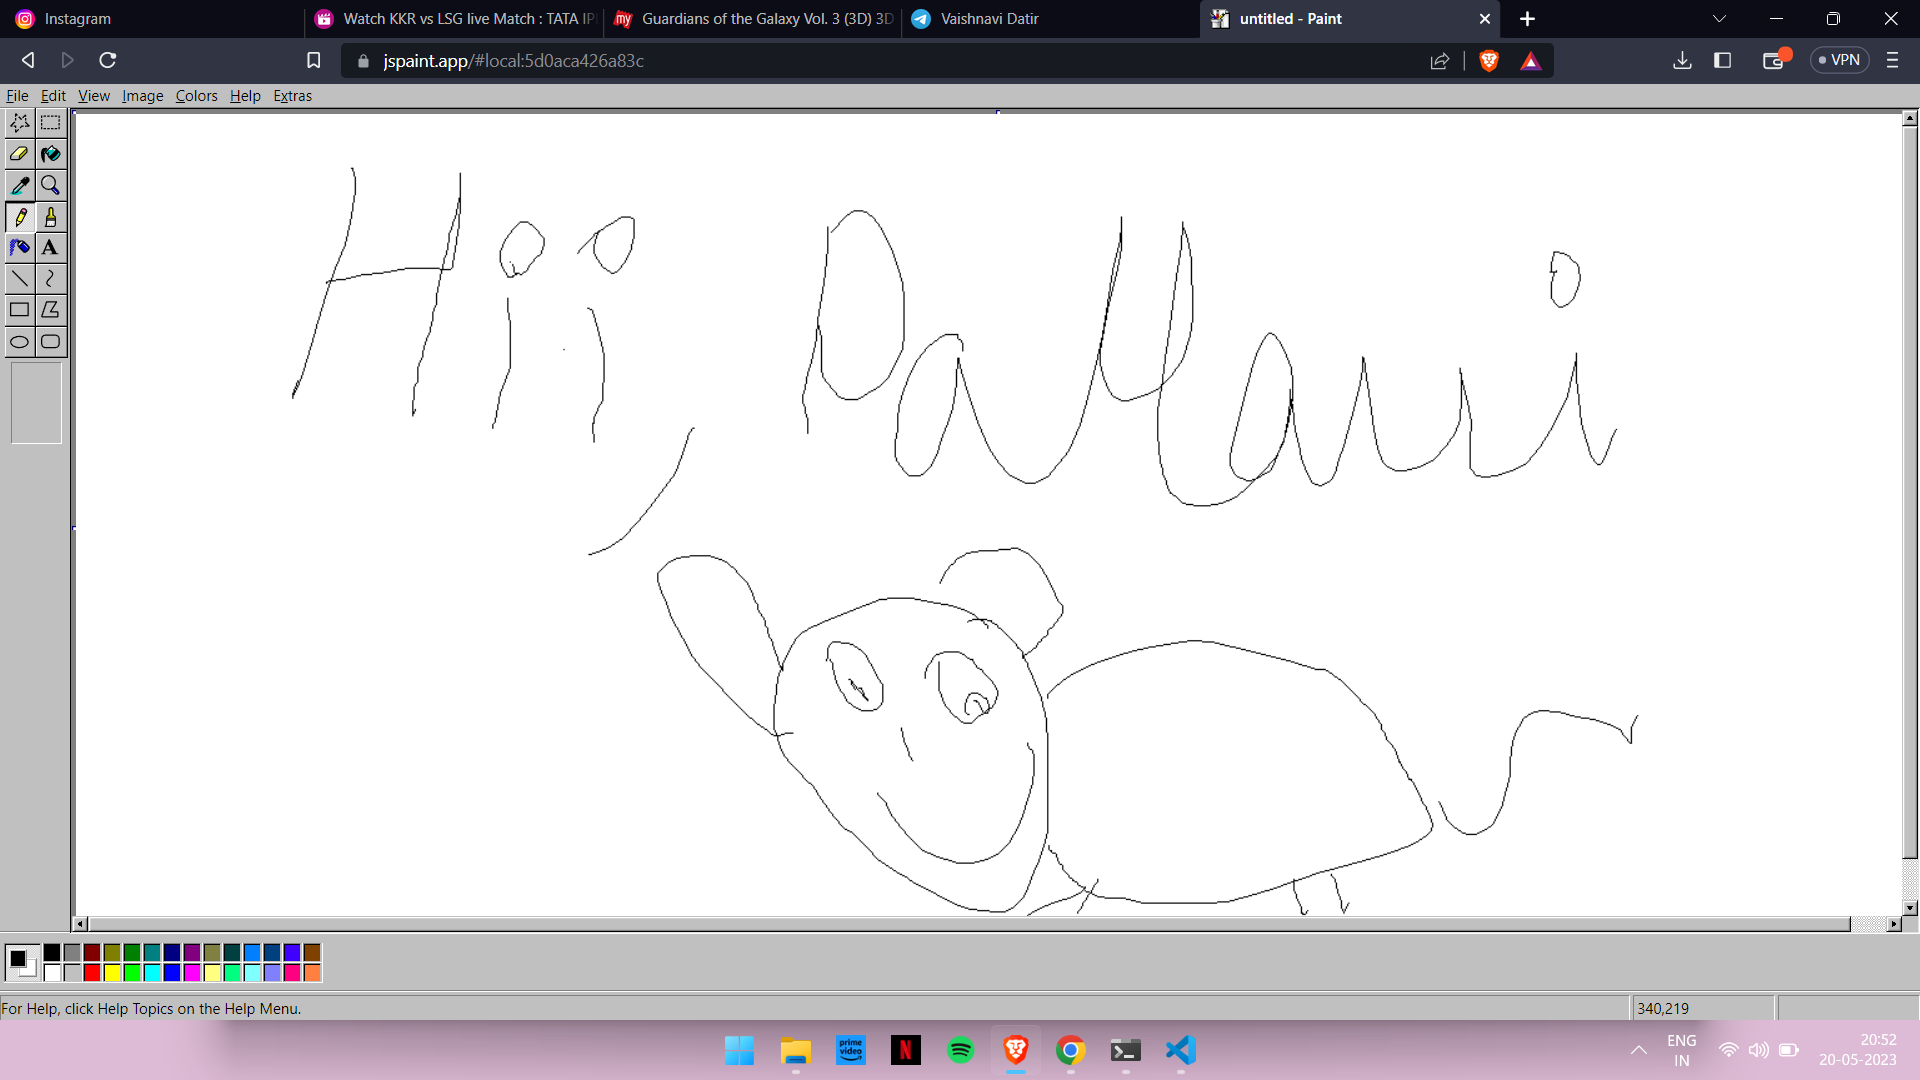 Instagram
Watch KKR vs LSG live Match : TATA IP
Guardians of the Galaxy Vol. 3 (3D) 3D
Vaishnavi Datir
untitled - Paint
jspaint.app/#local:5d0aca426a83c
VPN
File Edit View Image Colors Help Extras
A
Hii, Pallavi
For Help, click Help Topics on the Help Menu.
340,219
prime video
N
ENG
IN
20:52
20-05-2023